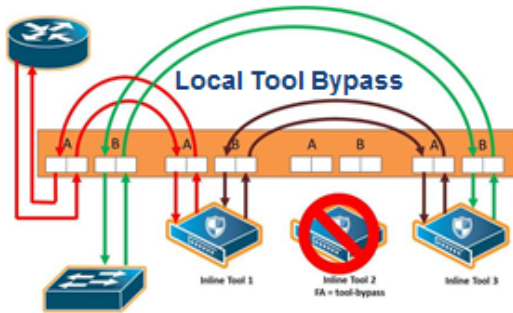 Local Tool Bypass
A B A B A B A B
Inline Tool 1
Inline Tool 2
FA = tool-bypass
Inline Tool 3